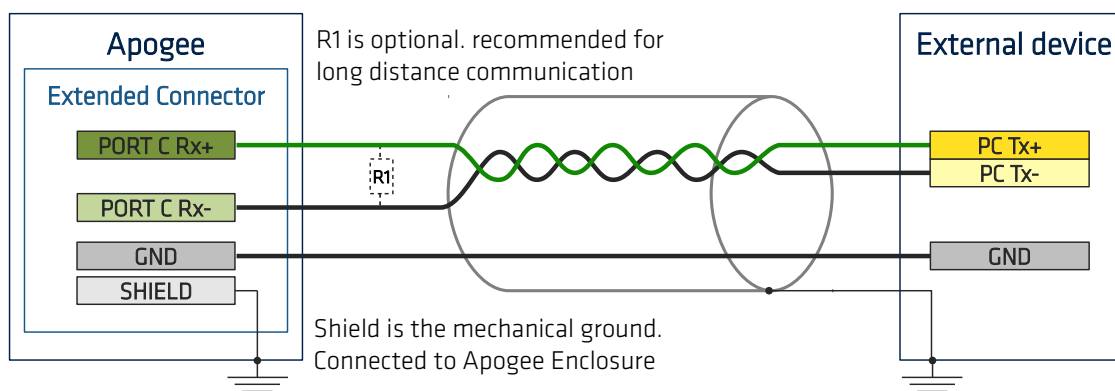 Apogee
Extended Connector
PORT C Rx+
PORT C Rx-
GND
SHIELD
R1 is optional. recommended for
long distance communication
R1
Shield is the mechanical ground.
Connected to Apogee Enclosure
External device
PC Tx+
PC Tx-
GND